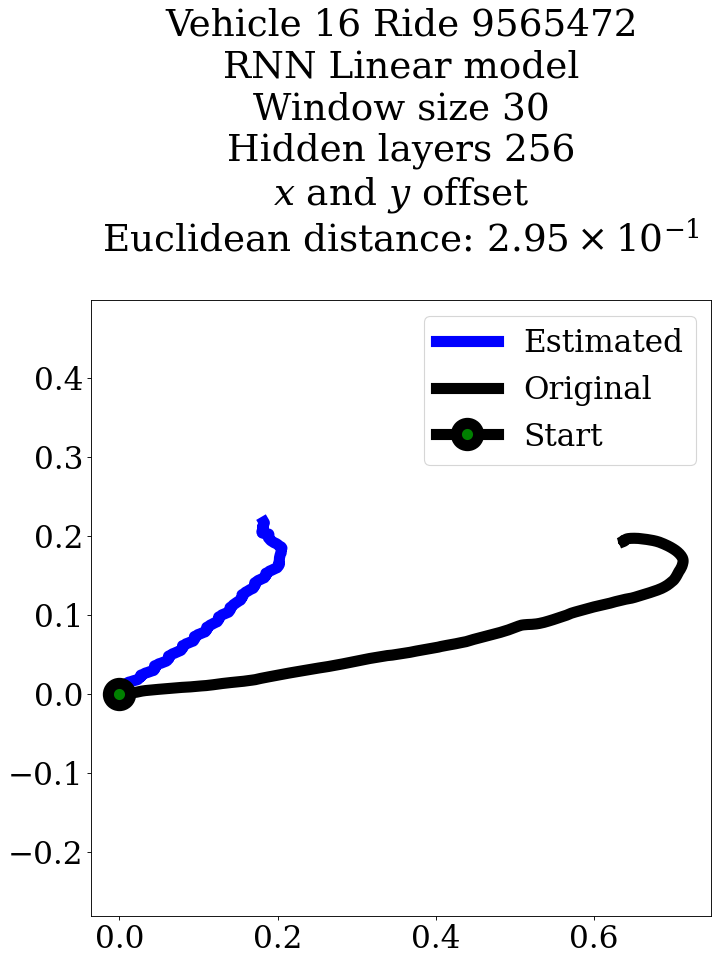 Vehicle 16 Ride 9565472
RNN Linear model
Window size 30
Hidden layers 256
x and y offset
Euclidean distance: 2.95 × 10⁻¹
Estimated
Original
Start
0.4
0.3
0.2
0.1
0.0
−0.1
−0.2
0.0 0.2 0.4 0.6